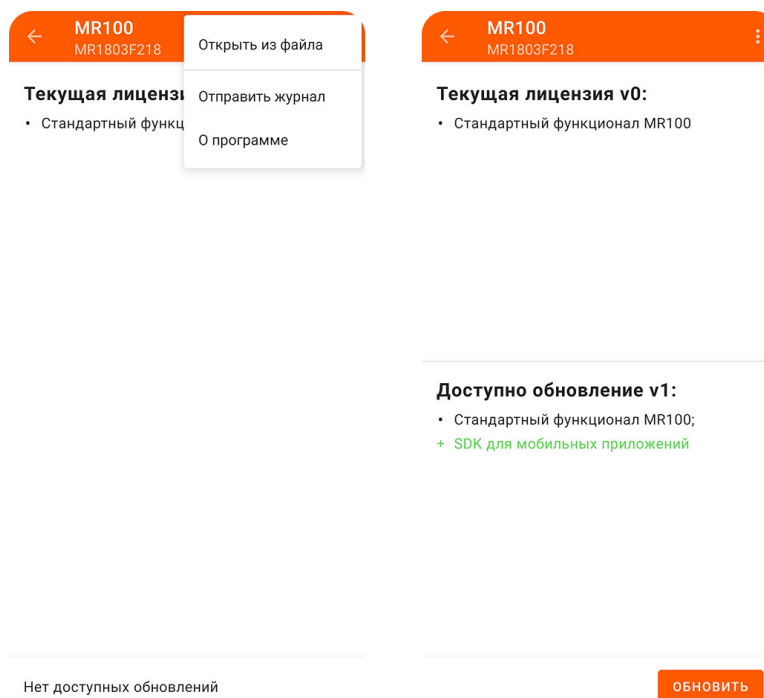 MR100
MR1803F218
Открыть из файла
Отправить журнал
О программе
Текущая лиценз
• Стандартный функц
Нет доступных обновлений
MR100
MR1803F218
Текущая лицензия v0:
• Стандартный функционал MR100
Доступно обновление v1:
• Стандартный функционал MR100;
+ SDK для мобильных приложений
ОБНОВИТЬ